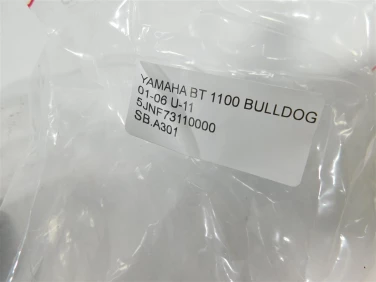 YAMAHA BT 1100 BULLDOG
01-06 U-11
5JNF73110000
SB.A301